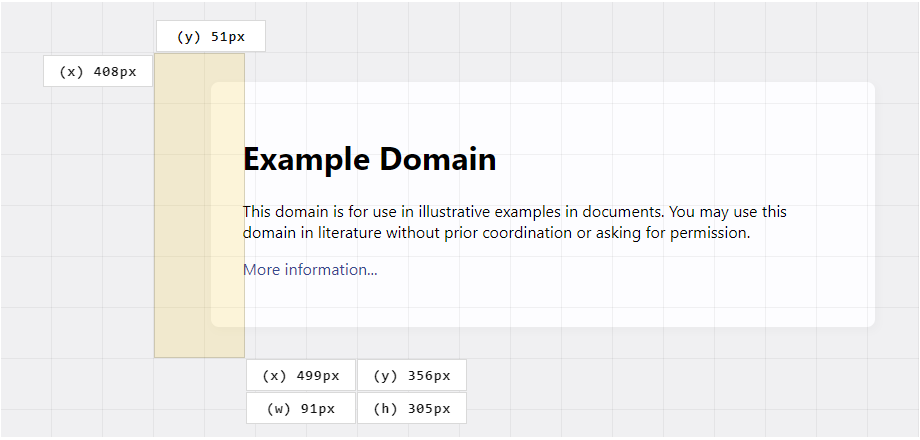 (y) 51px
(x) 408px
Example Domain
This domain is for use in illustrative examples in documents. You may use this
domain in literature without prior coordination or asking for permission.
More information...
(x) 499px (y) 356px
(w) 91px (h) 305px